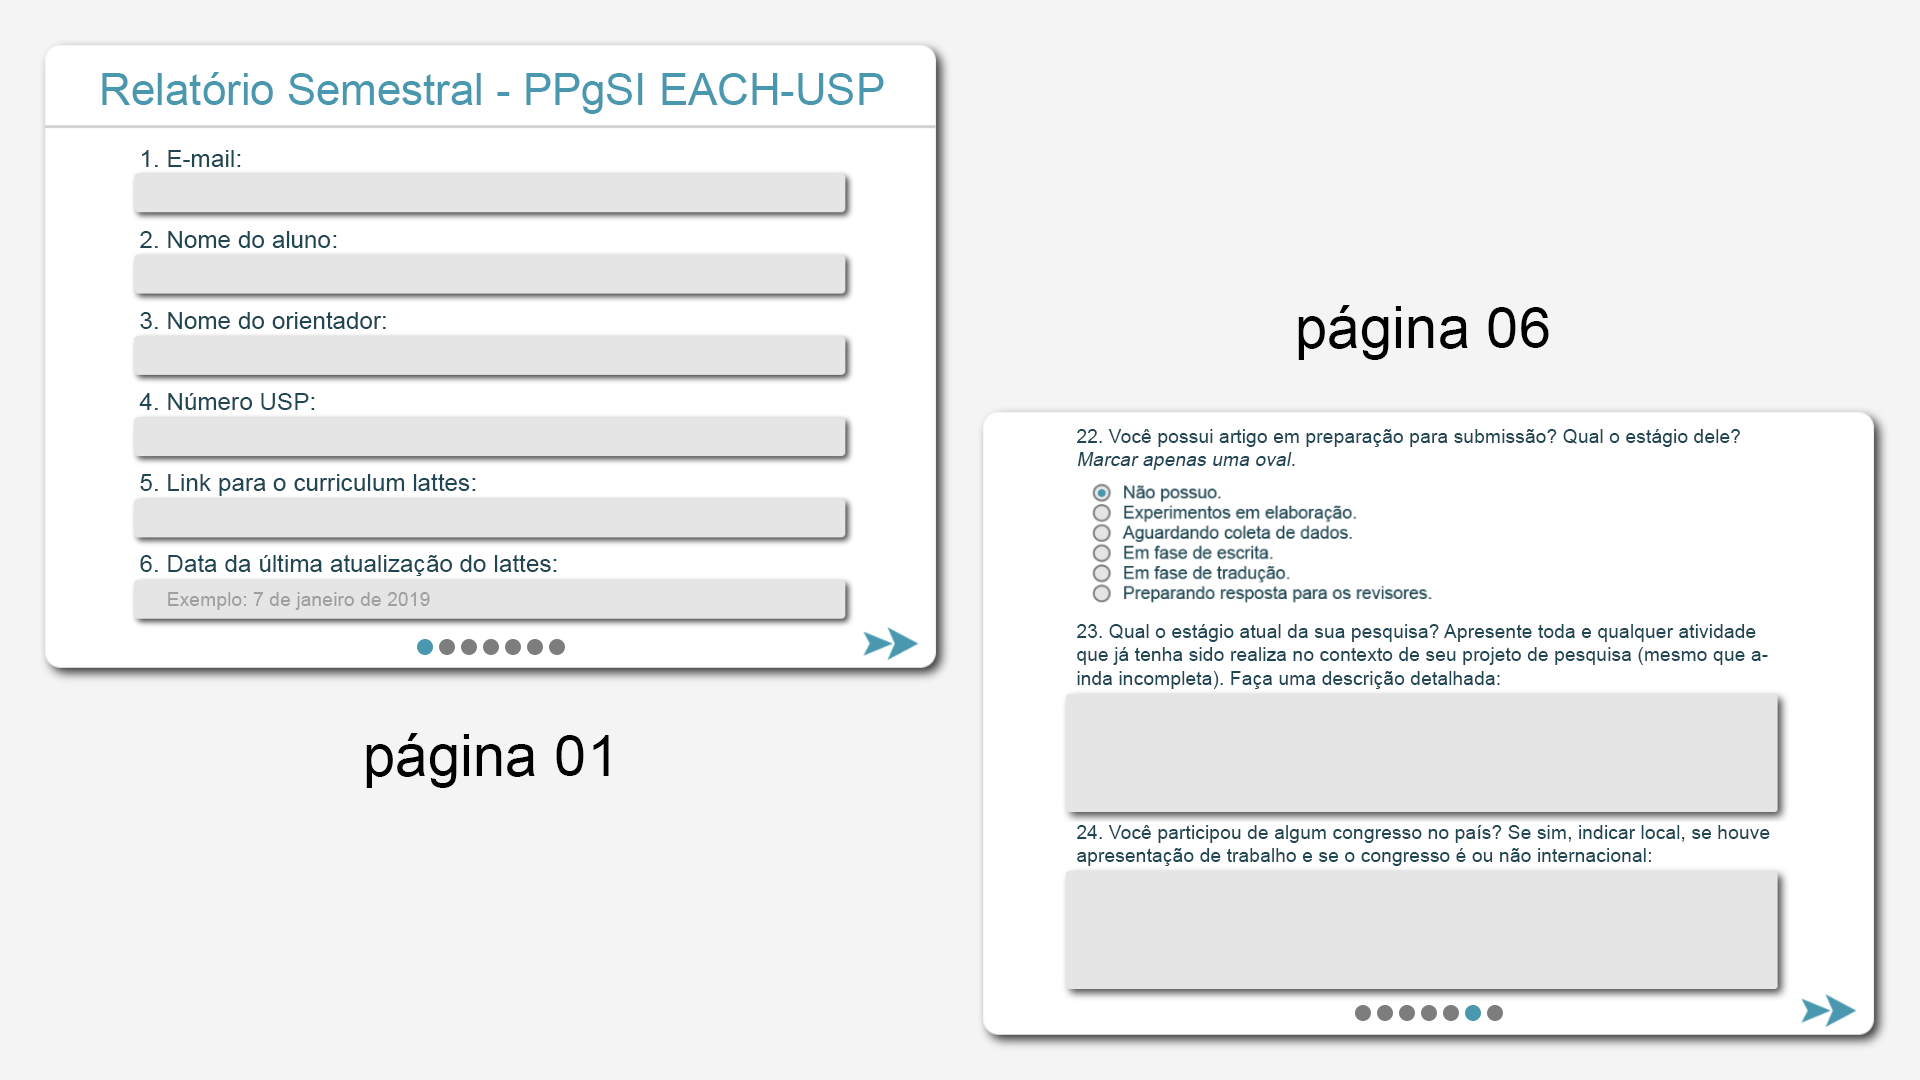 Relatório Semestral - PPgSI EACH-USP
1. E-mail:
2. Nome do aluno:
3. Nome do orientador:
4. Número USP:
5. Link para o curriculum lattes:
6. Data da última atualização do lattes:
Exemplo: 7 de janeiro de 2019
página 01
página 06
22. Você possui artigo em preparação para submissão? Qual o estágio dele?
Marcar apenas uma oval.
Não possuo.
Experimentos em elaboração.
Aguardando coleta de dados.
Em fase de escrita.
Em fase de tradução.
Preparando resposta para os revisores.
23. Qual o estágio atual da sua pesquisa? Apresente toda e qualquer atividade
que já tenha sido realiza no contexto de seu projeto de pesquisa (mesmo que a-
inda incompleta). Faça uma descrição detalhada:
24. Você participou de algum congresso no país? Se sim, indicar local, se houve
apresentação de trabalho e se o congresso é ou não internacional: